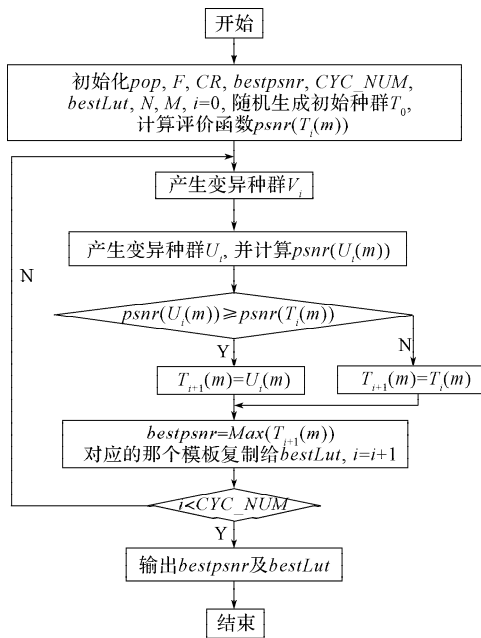 开始
初始化pop, F, CR, bestpsnr, CYC_NUM,
bestLut, N, M, i=0, 随机生成初始种群T₀,
计算评价函数psnr(Tᵢ(m))
产生变异种群Vᵢ
产生变异种群Uᵢ, 并计算psnr(Uᵢ(m))
N
psnr(Uᵢ(m))≥psnr(Tᵢ(m))
Y
N
Tᵢ₊₁(m)=Uᵢ(m)
Tᵢ₊₁(m)=Tᵢ(m)
bestpsnr=Max(Tᵢ₊₁(m))
对应的那个模板复制给bestLut, i=i+1
i<CYC_NUM
Y
输出bestpsnr及bestLut
结束